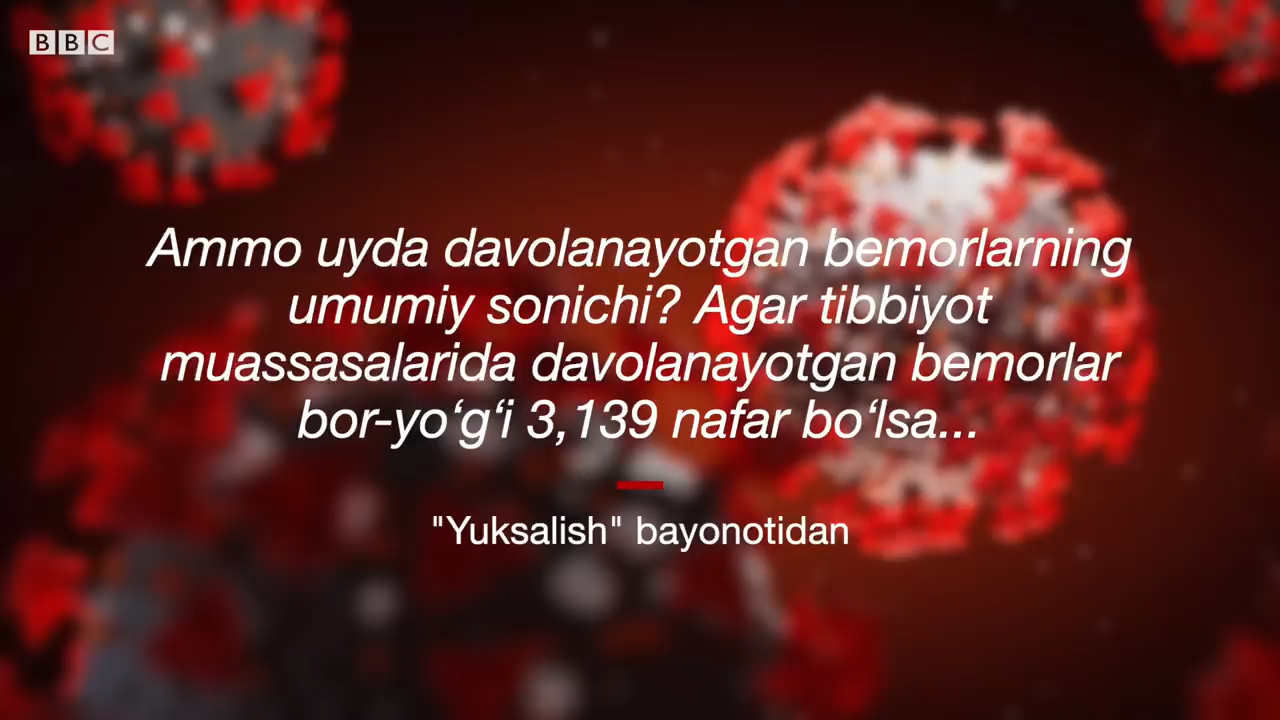 BBC
Ammo uyda davolanayotgan bemorlarning
umumiy sonichi? Agar tibbiyot
muassasalarida davolanayotgan bemorlar
bor-yo‘g‘i 3,139 nafar bo‘lsa...
"Yuksalish" bayonotidan